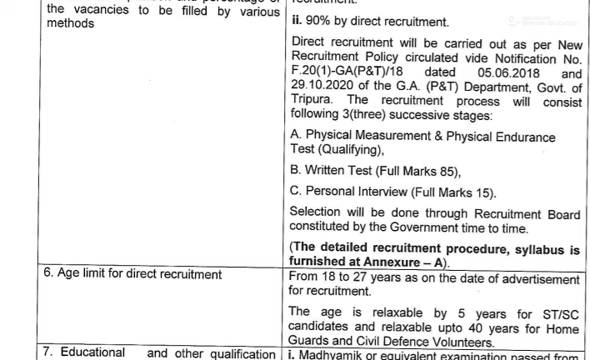 the vacancies to be filled by various
methods
recruitment.
ii. 90% by direct recruitment.
Direct recruitment will be carried out as per New
Recruitment Policy circulated vide Notification No.
F.20(1)-GA(P&T)/18 dated 05.06.2018 and
29.10.2020 of the G.A. (P&T) Department, Govt. of
Tripura. The recruitment process will consist
following 3(three) successive stages:
A. Physical Measurement & Physical Endurance
Test (Qualifying),
B. Written Test (Full Marks 85),
C. Personal Interview (Full Marks 15).
Selection will be done through Recruitment Board
constituted by the Government time to time.
(The detailed recruitment procedure, syllabus is
furnished at Annexure – A).
6. Age limit for direct recruitment
From 18 to 27 years as on the date of advertisement
for recruitment.
The age is relaxable by 5 years for ST/SC
candidates and relaxable upto 40 years for Home
Guards and Civil Defence Volunteers.
7. Educational and other qualification
i. Madhyamik or equivalent examination passed from